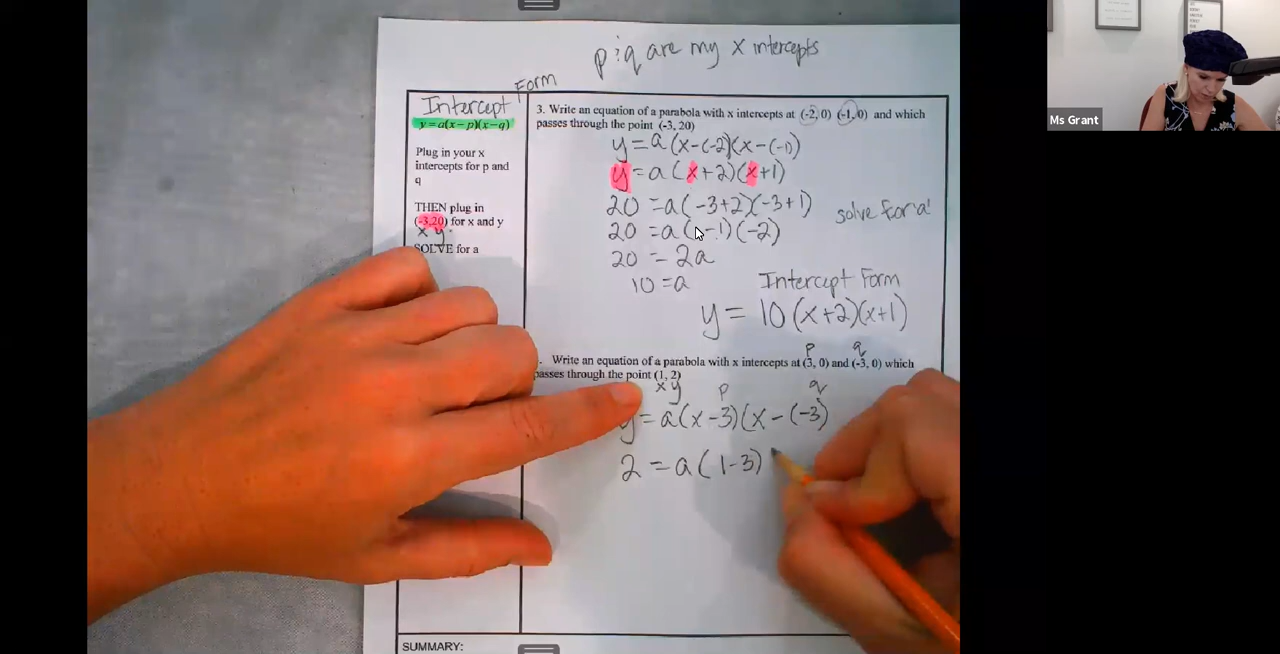 p & q are my x intercepts
Form
Intercept
y = a(x – p)(x – q)
Plug in your x
intercepts for p and
q
THEN plug in
(-3,20) for x and y
x y
SOLVE for a
3. Write an equation of a parabola with x intercepts at (-2, 0) (-1, 0) and which
passes through the point (-3, 20)
y = a(x-(-2)(x-(-1)
y = a(x+2)(x+1)
20 = a(-3+2)(-3+1)
solve for 'a'
20 = a(-1)(-2)
20 = 2a
10 = a
Intercept Form
y = 10(x+2)(x+1)
p q
. Write an equation of a parabola with x intercepts at (3, 0) and (-3, 0) which
passes through the point (1, 2)
x y p q
y = a(x-3)(x-(-3)
2 = a(1-3)
SUMMARY:
Ms Grant